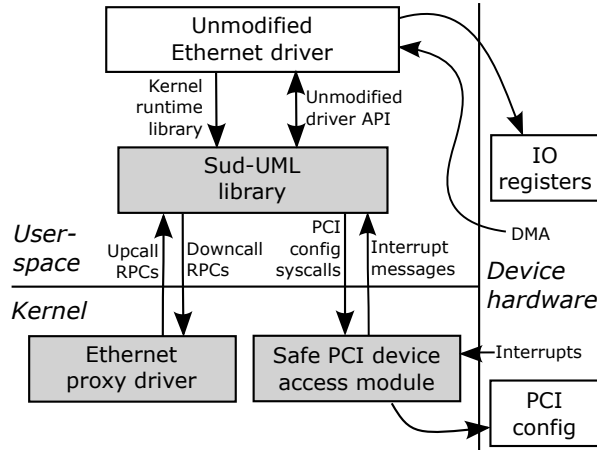 Unmodified
Ethernet driver
Kernel
runtime
library
Unmodified
driver API
IO
registers
Sud-UML
library
User-
space
Upcall
RPCs
Downcall
RPCs
PCI
config
syscalls
Interrupt
messages
DMA
Device
hardware
Kernel
Ethernet
proxy driver
Safe PCI device
access module
Interrupts
PCI
config